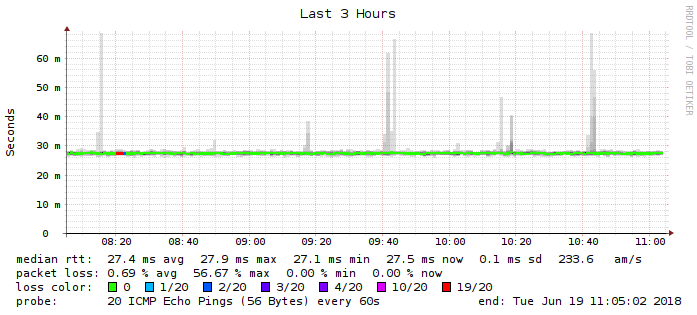 Last 3 Hours
RRDTOOL / TOBI OETIKER
Seconds
60 m
50 m
40 m
30 m
20 m
10 m
0
08:20 08:40 09:00 09:20 09:40 10:00 10:20 10:40 11:00
median rtt: 27.4 ms avg 27.9 ms max 27.1 ms min 27.5 ms now 0.1 ms sd 233.6 am/s
packet loss: 0.69 % avg 56.67 % max 0.00 % min 0.00 % now
loss color: 0 1/20 2/20 3/20 4/20 10/20 19/20
probe: 20 ICMP Echo Pings (56 Bytes) every 60s end: Tue Jun 19 11:05:02 2018